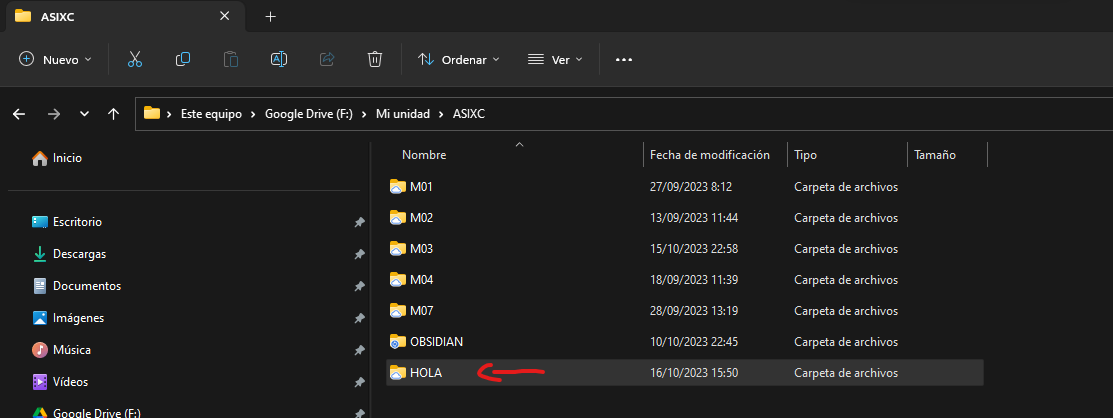 ASIXC
Nuevo
Ordenar
Ver
Este equipo > Google Drive (F:) > Mi unidad > ASIXC
Inicio
Escritorio
Descargas
Documentos
Imágenes
Música
Vídeos
Google Drive (F:)
Nombre Fecha de modificación Tipo Tamaño
M01 27/09/2023 8:12 Carpeta de archivos
M02 13/09/2023 11:44 Carpeta de archivos
M03 15/10/2023 22:58 Carpeta de archivos
M04 18/09/2023 11:39 Carpeta de archivos
M07 28/09/2023 13:19 Carpeta de archivos
OBSIDIAN 10/10/2023 22:45 Carpeta de archivos
HOLA 16/10/2023 15:50 Carpeta de archivos